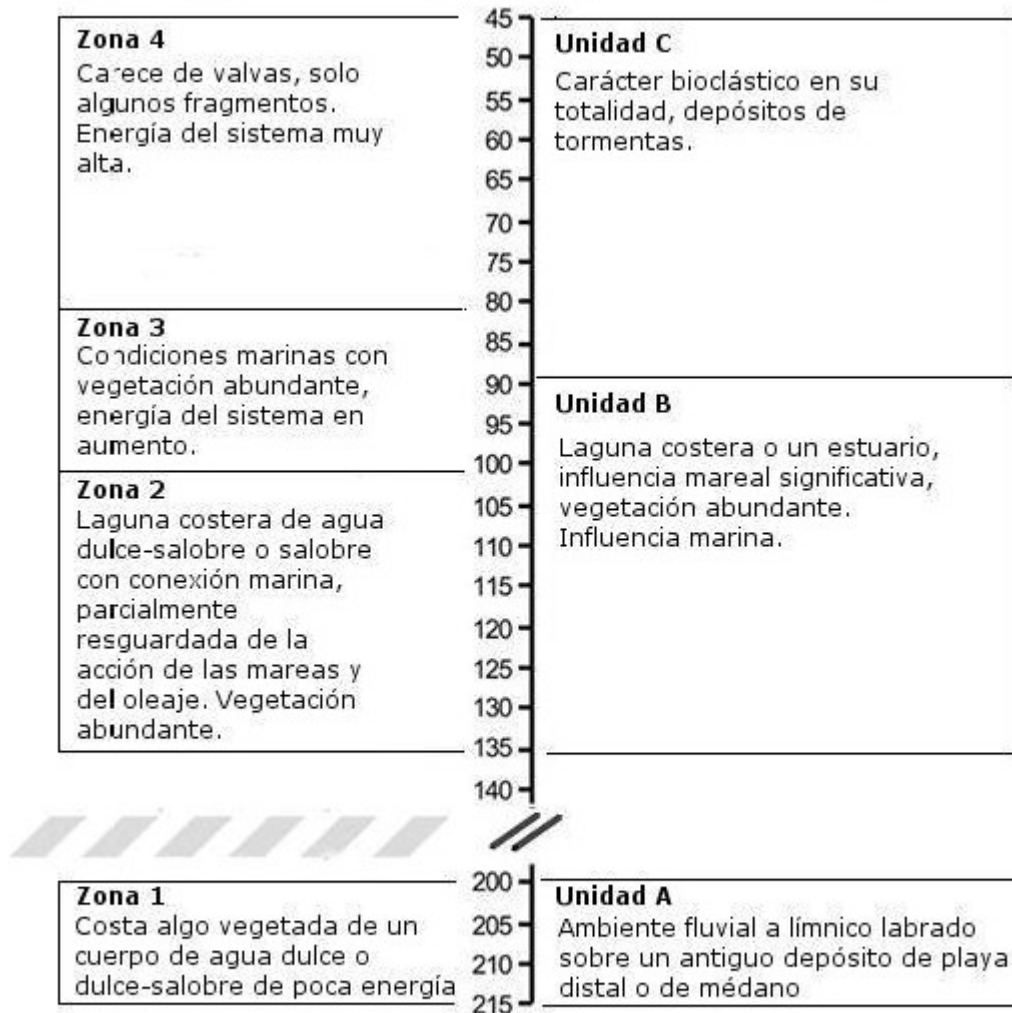 Zona 4
Carece de valvas, solo
algunos fragmentos.
Energía del sistema muy
alta.
Zona 3
Condiciones marinas con
vegetación abundante,
energía del sistema en
aumento.
Zona 2
Laguna costera de agua
dulce-salobre o salobre
con conexión marina,
parcialmente
resguardada de la
acción de las mareas y
del oleaje. Vegetación
abundante.
Zona 1
Costa algo vegetada de un
cuerpo de agua dulce o
dulce-salobre de poca energía
45
50
55
60
65
70
75
80
85
90
95
100
105
110
115
120
125
130
135
140
200
205
210
215
Unidad C
Carácter bioclástico en su
totalidad, depósitos de
tormentas.
Unidad B
Laguna costera o un estuario,
influencia mareal significativa,
vegetación abundante.
Influencia marina.
Unidad A
Ambiente fluvial a límnico labrado
sobre un antiguo depósito de playa
distal o de médano